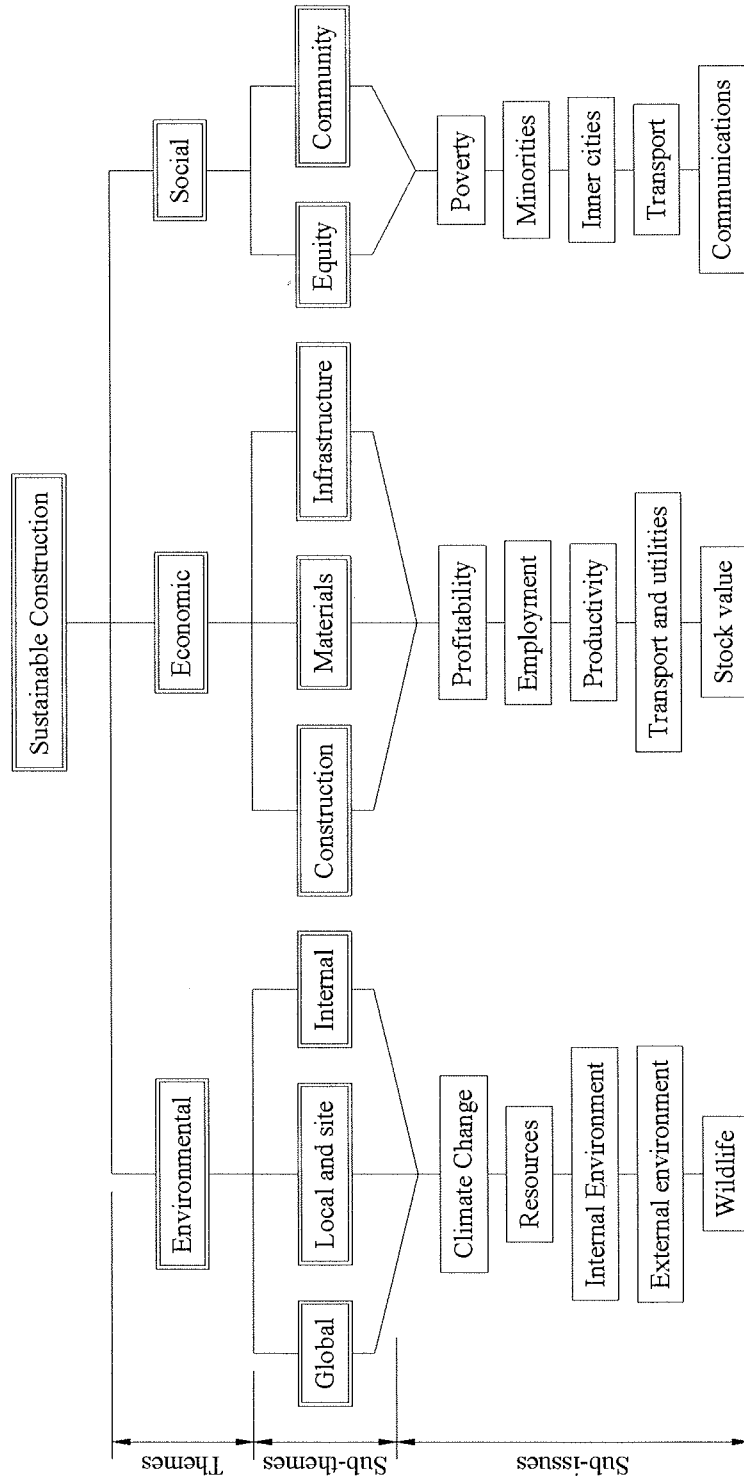 Sustainable Construction
Themes
Environmental
Economic
Social
Sub-themes
Global
Local and site
Internal
Construction
Materials
Infrastructure
Equity
Community
Sub-issues
Climate Change
Resources
Internal Environment
External environment
Wildlife
Profitability
Employment
Productivity
Transport and utilities
Stock value
Poverty
Minorities
Inner cities
Transport
Communications